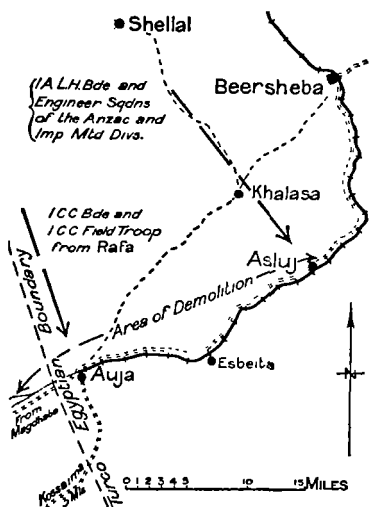 Shellal
Beersheba
1 A L.H. Bde and
Engineer Sqdns
of the Anzac and
Imp Mtd Divs.
Khalasa
ICC Bde and
ICC Field Troop
from Rafa
Asluj
Area of Demolition
Esbeita
Auja
Turco Egyptian Boundary
From
Magdhaba
Kossaima
3 Mls
0 1 2 3 4 5 10 15 MILES
N